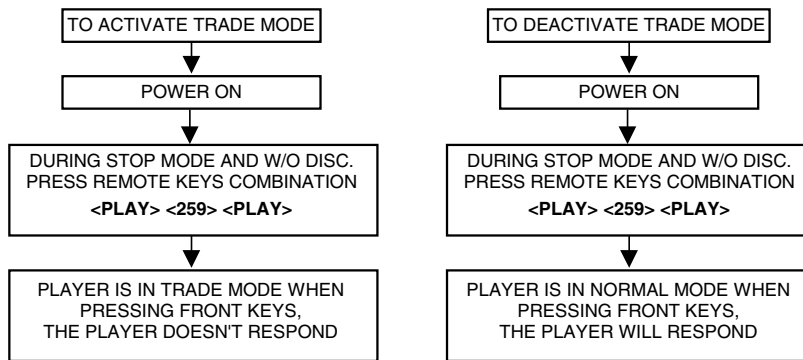 TO ACTIVATE TRADE MODE
POWER ON
DURING STOP MODE AND W/O DISC.
PRESS REMOTE KEYS COMBINATION
<PLAY> <259> <PLAY>
PLAYER IS IN TRADE MODE WHEN
PRESSING FRONT KEYS,
THE PLAYER DOESN'T RESPOND
TO DEACTIVATE TRADE MODE
POWER ON
DURING STOP MODE AND W/O DISC.
PRESS REMOTE KEYS COMBINATION
<PLAY> <259> <PLAY>
PLAYER IS IN NORMAL MODE WHEN
PRESSING FRONT KEYS,
THE PLAYER WILL RESPOND